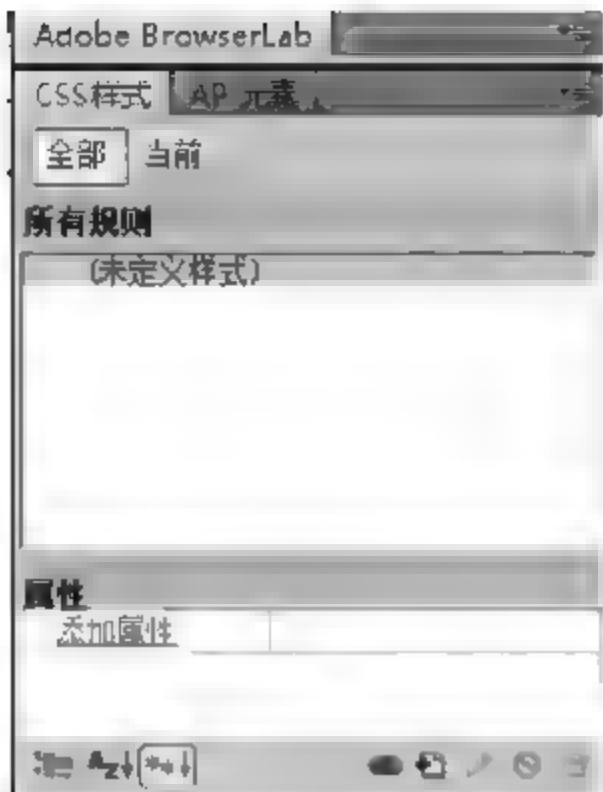 Adobe BrowserLab
CSS样式 AP 元素
全部 当前
所有规则
(未定义样式)
属性
添加属性